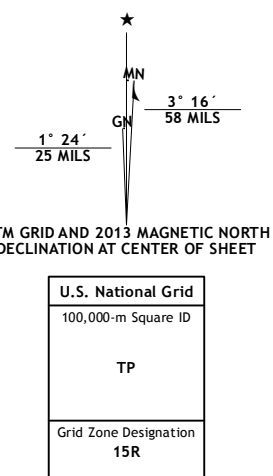 ★
MN
3° 16´
58 MILS
GN
1° 24´
25 MILS
TM GRID AND 2013 MAGNETIC NORTH
DECLINATION AT CENTER OF SHEET
U.S. National Grid
100,000-m Square ID
TP
Grid Zone Designation
15R